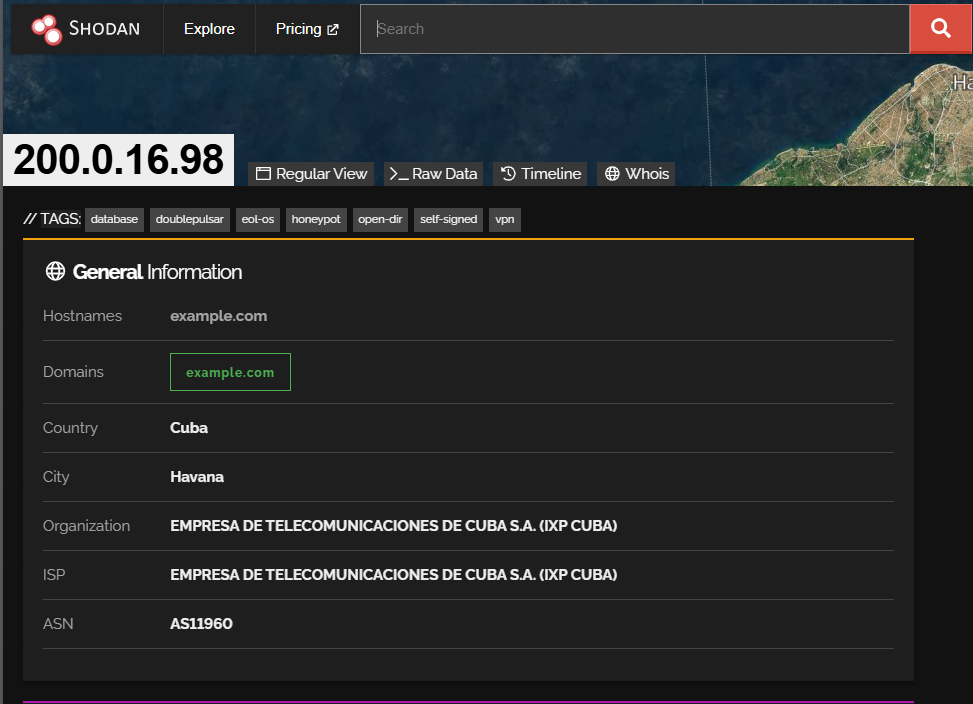 SHODAN Explore Pricing Search
Ha
200.0.16.98 Regular View >_ Raw Data Timeline Whois
// TAGS: database doublepulsar eol-os honeypot open-dir self-signed vpn
General Information
Hostnames example.com
Domains example.com
Country Cuba
City Havana
Organization EMPRESA DE TELECOMUNICACIONES DE CUBA S.A. (IXP CUBA)
ISP EMPRESA DE TELECOMUNICACIONES DE CUBA S.A. (IXP CUBA)
ASN AS11960